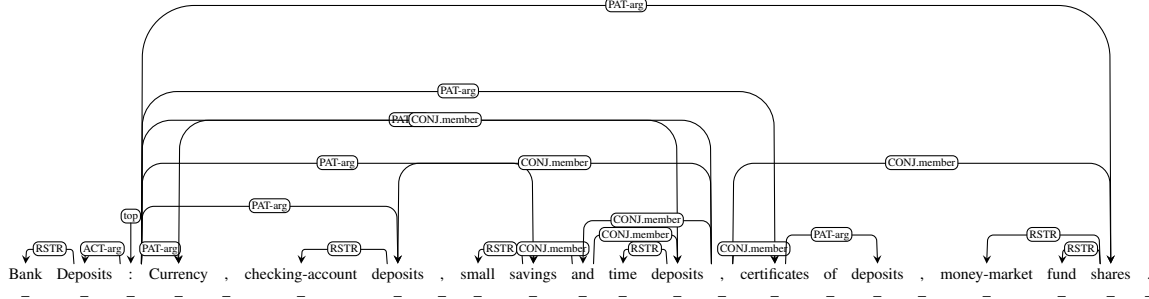 PAT-arg
PAT-arg
CONJ.member
PAT-arg CONJ.member CONJ.member
PAT-arg
top CONJ.member
CONJ.member PAT-arg
RSTR ACT-arg PAT-arg RSTR RSTR CONJ.member RSTR CONJ.member RSTR RSTR
Bank Deposits : Currency , checking-account deposits , small savings and time deposits , certificates of deposits , money-market fund shares
_ _ _ _ _ _ _ _ _ _ _ _ _ _ _ _ _ _ _ _ _ _